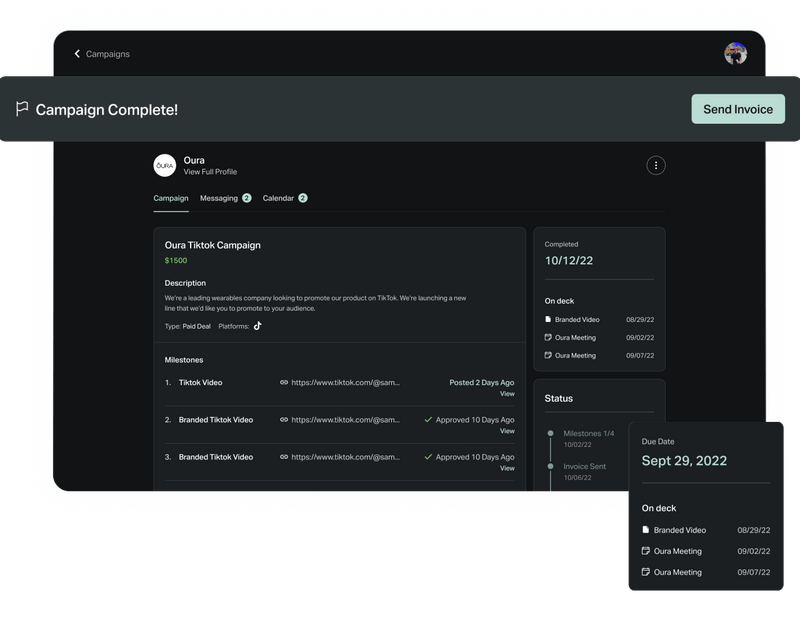 Campaigns
Campaign Complete!
Send Invoice
ŌURA
Oura
View Full Profile
Campaign
Messaging 2
Calendar 2
Oura Tiktok Campaign
$1500
Description
We're a leading wearables company looking to promote our product on TikTok. We're launching a new
line that we'd like you to promote to your audience.
Type: Paid Deal Platforms:
Milestones
1. Tiktok Video https://www.tiktok.com/@sam... Posted 2 Days Ago
View
2. Branded Tiktok Video https://www.tiktok.com/@sam... Approved 10 Days Ago
View
3. Branded Tiktok Video https://www.tiktok.com/@sam... Approved 10 Days Ago
View
Completed
10/12/22
On deck
Branded Video 08/29/22
Oura Meeting 09/02/22
Oura Meeting 09/07/22
Status
Milestones 1/4
10/02/22
Invoice Sent
10/06/22
Due Date
Sept 29, 2022
On deck
Branded Video 08/29/22
Oura Meeting 09/02/22
Oura Meeting 09/07/22